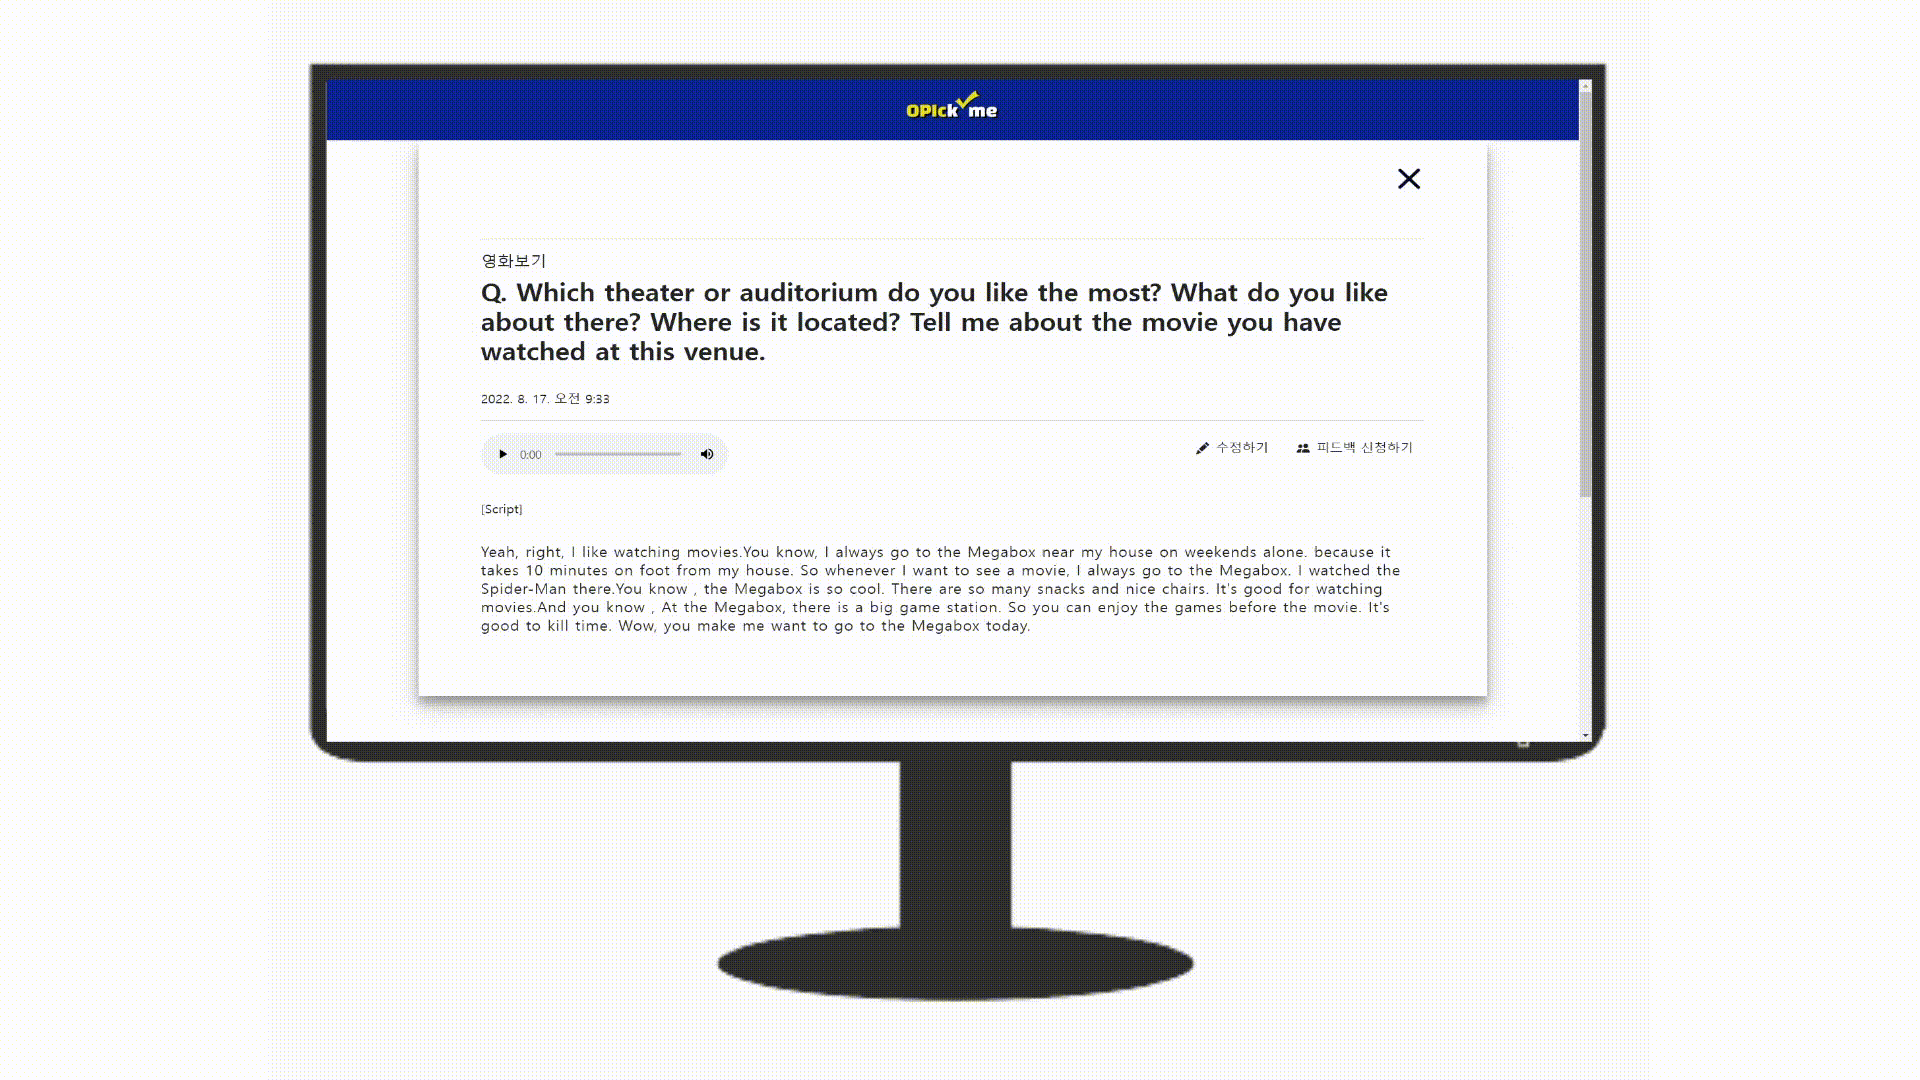 OPIck me
영화보기
Q. Which theater or auditorium do you like the most? What do you like
about there? Where is it located? Tell me about the movie you have
watched at this venue.
2022. 8. 17. 오전 9:33
0:00
수정하기
피드백 신청하기
[Script]
Yeah, right, I like watching movies.You know, I always go to the Megabox near my house on weekends alone. because it
takes 10 minutes on foot from my house. So whenever I want to see a movie, I always go to the Megabox. I watched the
Spider-Man there.You know , the Megabox is so cool. There are so many snacks and nice chairs. It's good for watching
movies.And you know , At the Megabox, there is a big game station. So you can enjoy the games before the movie. It's
good to kill time. Wow, you make me want to go to the Megabox today.